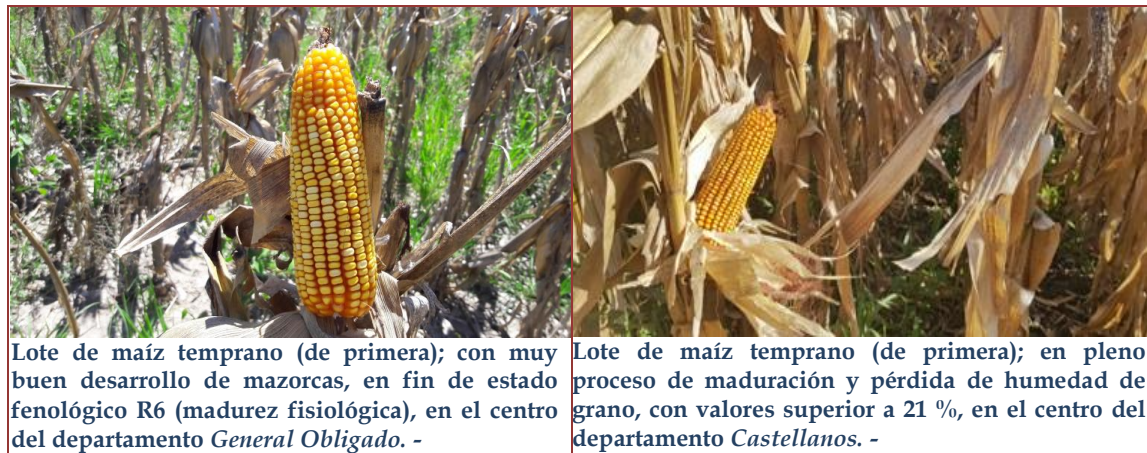 Lote de maíz temprano (de primera); con muy
buen desarrollo de mazorcas, en fin de estado
fenológico R6 (madurez fisiológica), en el centro
del departamento General Obligado. -
Lote de maíz temprano (de primera); en pleno
proceso de maduración y pérdida de humedad de
grano, con valores superior a 21 %, en el centro del
departamento Castellanos. -